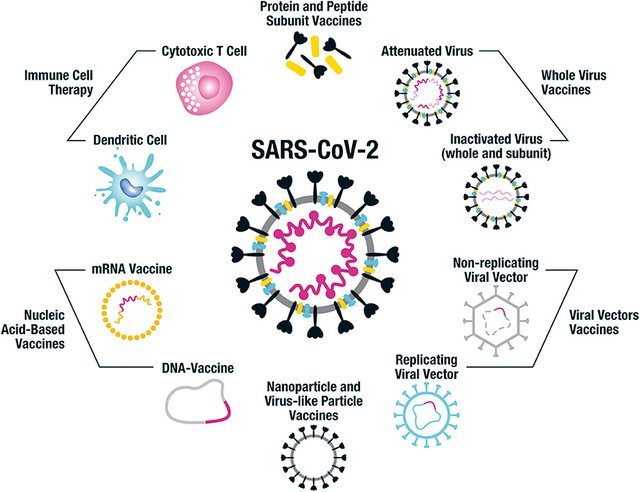 Protein and Peptide
Subunit Vaccines
Cytotoxic T Cell
Attenuated Virus
Immune Cell
Therapy
Whole Virus
Vaccines
Dendritic Cell
Inactivated Virus
(whole and subunit)
SARS-CoV-2
mRNA Vaccine
Non-replicating
Viral Vector
Nucleic
Acid-Based
Vaccines
Viral Vectors
Vaccines
DNA-Vaccine
Replicating
Viral Vector
Nanoparticle and
Virus-like Particle
Vaccines